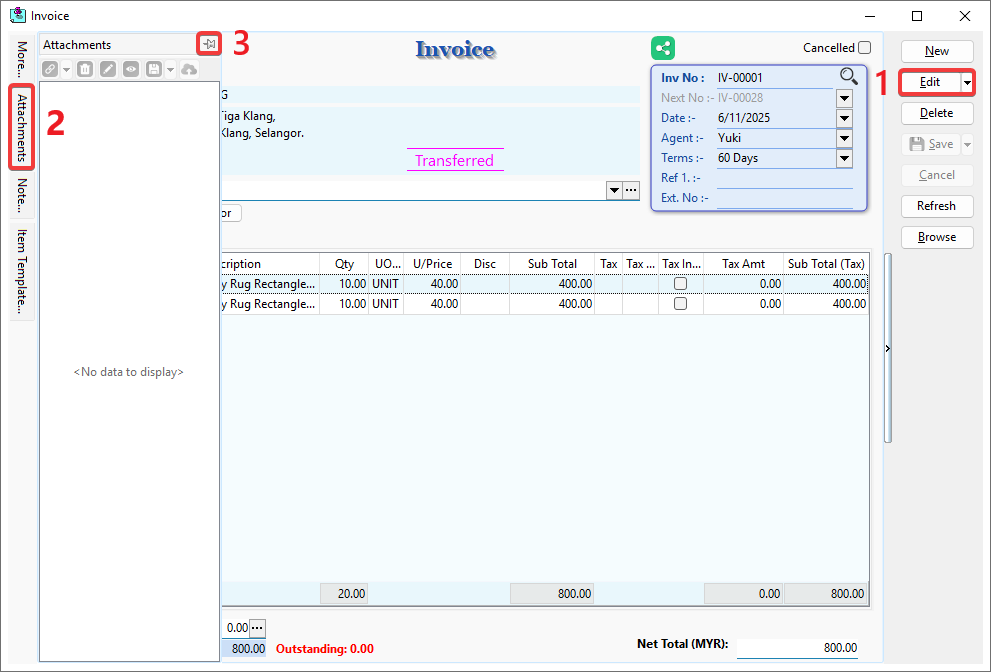 Invoice
Attachments
3
Invoice
Cancelled
New
1
Edit
Delete
Save
Cancel
Refresh
Browse
More...
Attachments
2
Note...
Item Template...
<No data to display>
G
Tiga Klang,
Klang, Selangor.
Transferred
Inv No : IV-00001
Next No :- IV-00028
Date :- 6/11/2025
Agent :- Yuki
Terms :- 60 Days
Ref 1. :-
Ext. No :-
or
cription Qty UO... U/Price Disc Sub Total Tax Tax ... Tax In... Tax Amt Sub Total (Tax)
y Rug Rectangle... 10.00 UNIT 40.00 400.00 0.00 400.00
y Rug Rectangle... 10.00 UNIT 40.00 400.00 0.00 400.00
20.00 800.00 0.00 800.00
0.00 ...
800.00 Outstanding: 0.00
Net Total (MYR): 800.00